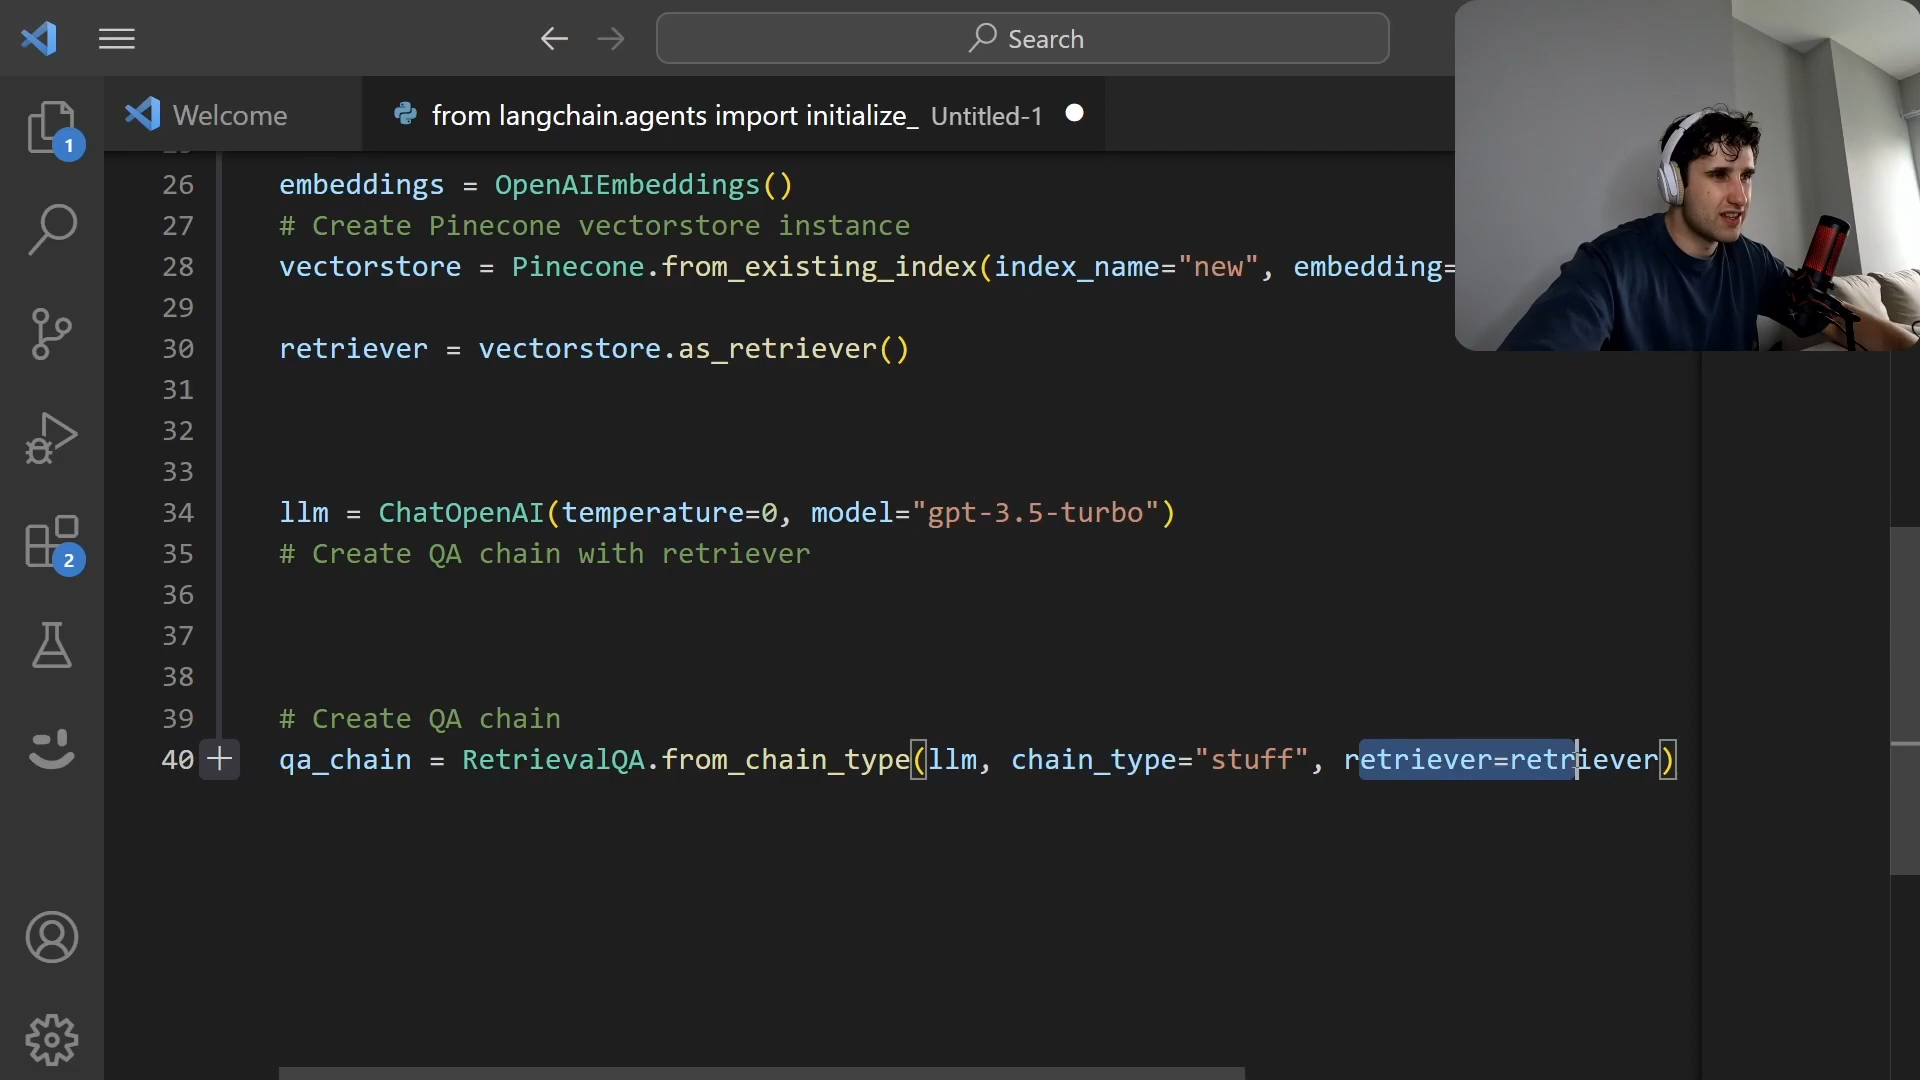 Search
Welcome
from langchain.agents import initialize_ Untitled-1
1
26 embeddings = OpenAIEmbeddings()
27 # Create Pinecone vectorstore instance
28 vectorstore = Pinecone.from_existing_index(index_name="new", embedding=
29
30 retriever = vectorstore.as_retriever()
31
32
33
34 llm = ChatOpenAI(temperature=0, model="gpt-3.5-turbo")
35 # Create QA chain with retriever
2
36
37
38
39 # Create QA chain
40 qa_chain = RetrievalQA.from_chain_type(llm, chain_type="stuff", retriever=retriever)